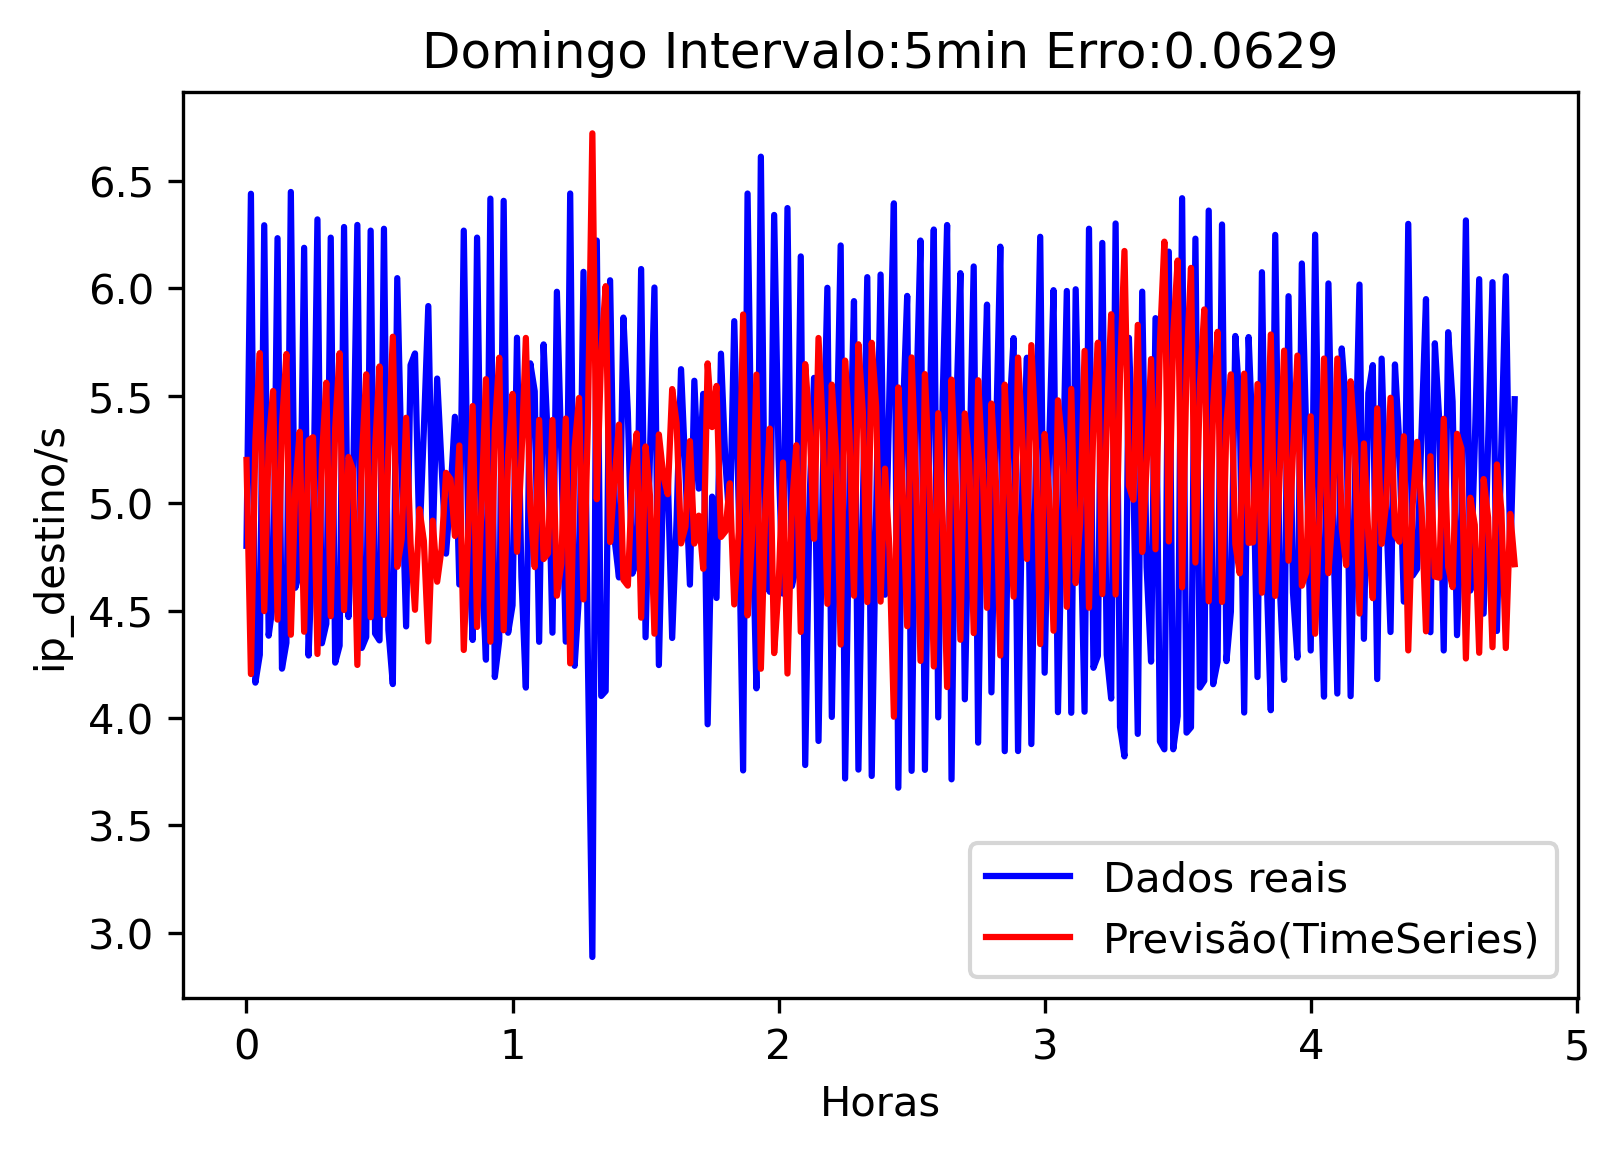 Domingo Intervalo:5min Erro:0.0629
ip_destino/s
6.5
6.0
5.5
5.0
4.5
4.0
3.5
3.0
Dados reais
Previsão(TimeSeries)
0 1 2 3 4 5
Horas